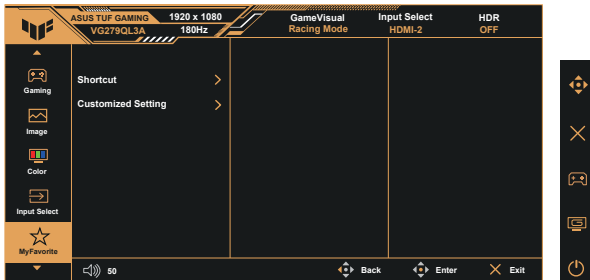 ASUS TUF GAMING 1920 x 1080 GameVisual Input Select HDR
VG279QL3A 180Hz Racing Mode HDMI-2 OFF
Gaming
Shortcut
Customized Setting
Image
Color
Input Select
MyFavorite
50 Back Enter Exit